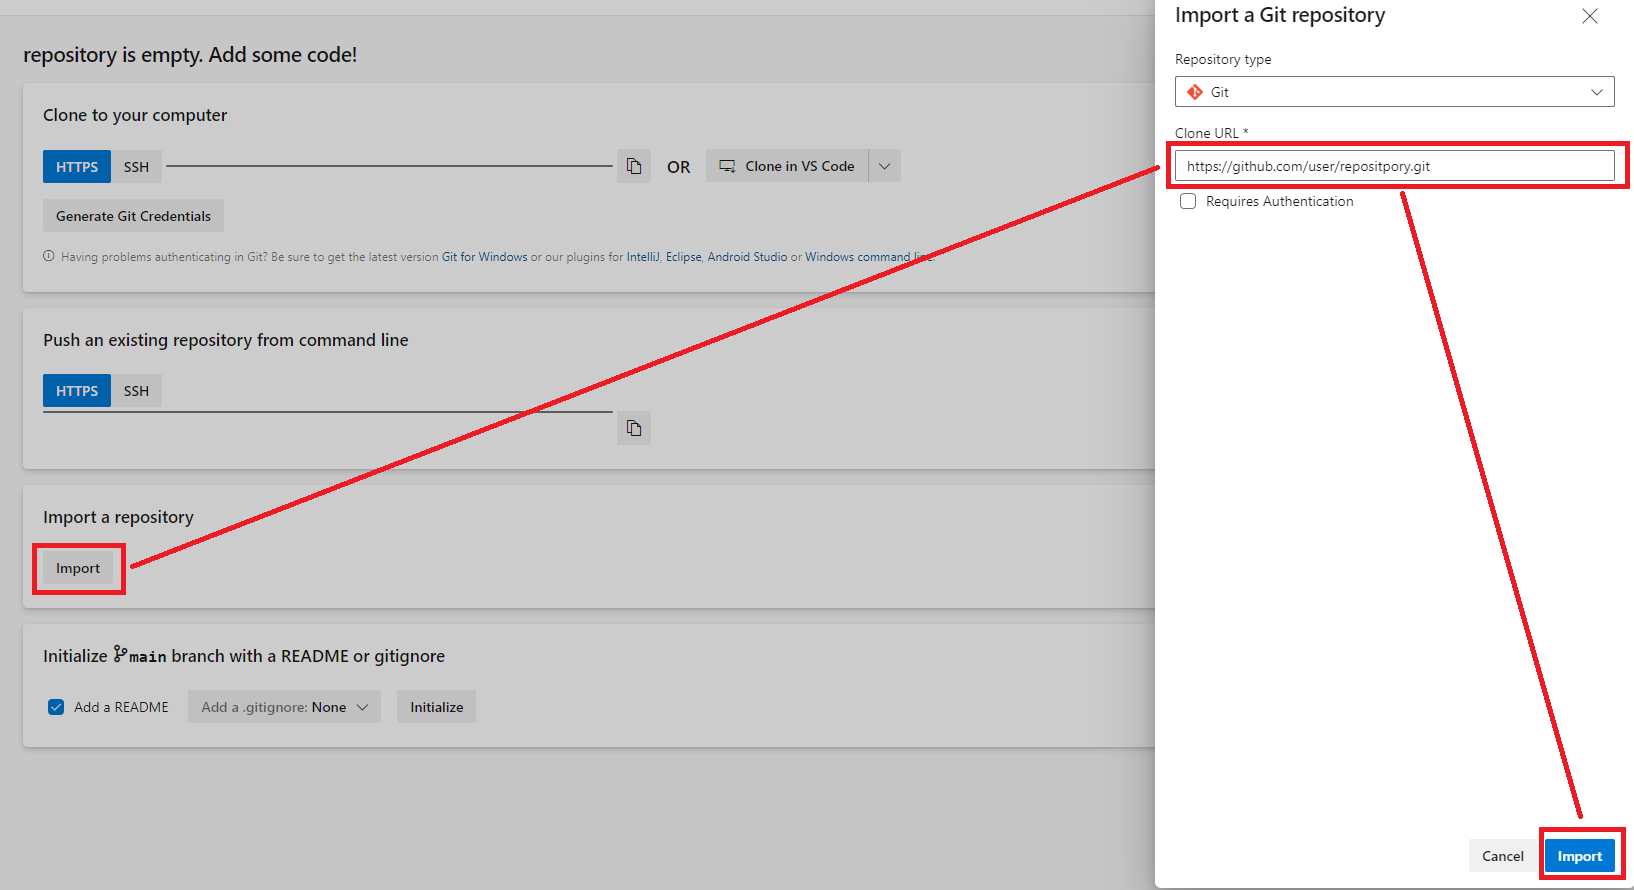 repository is empty. Add some code!
Clone to your computer
HTTPS SSH OR Clone in VS Code
Generate Git Credentials
Having problems authenticating in Git? Be sure to get the latest version Git for Windows or our plugins for IntelliJ, Eclipse, Android Studio or Windows command line.
Push an existing repository from command line
HTTPS SSH
Import a repository
Import
Initialize main branch with a README or gitignore
Add a README Add a .gitignore: None Initialize
Import a Git repository
Repository type
Git
Clone URL *
https://github.com/user/repositpory.git
Requires Authentication
Cancel Import